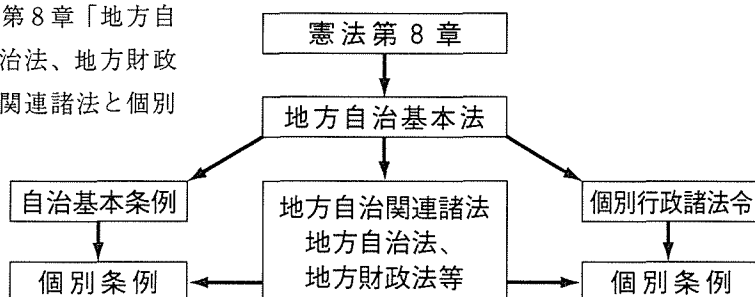 第8章「地方自
治法、地方財政
関連諸法と個別
憲法第8章
地方自治基本法
自治基本条例
地方自治関連諸法
地方自治法、
地方財政法等
個別行政諸法令
個別条例
個別条例